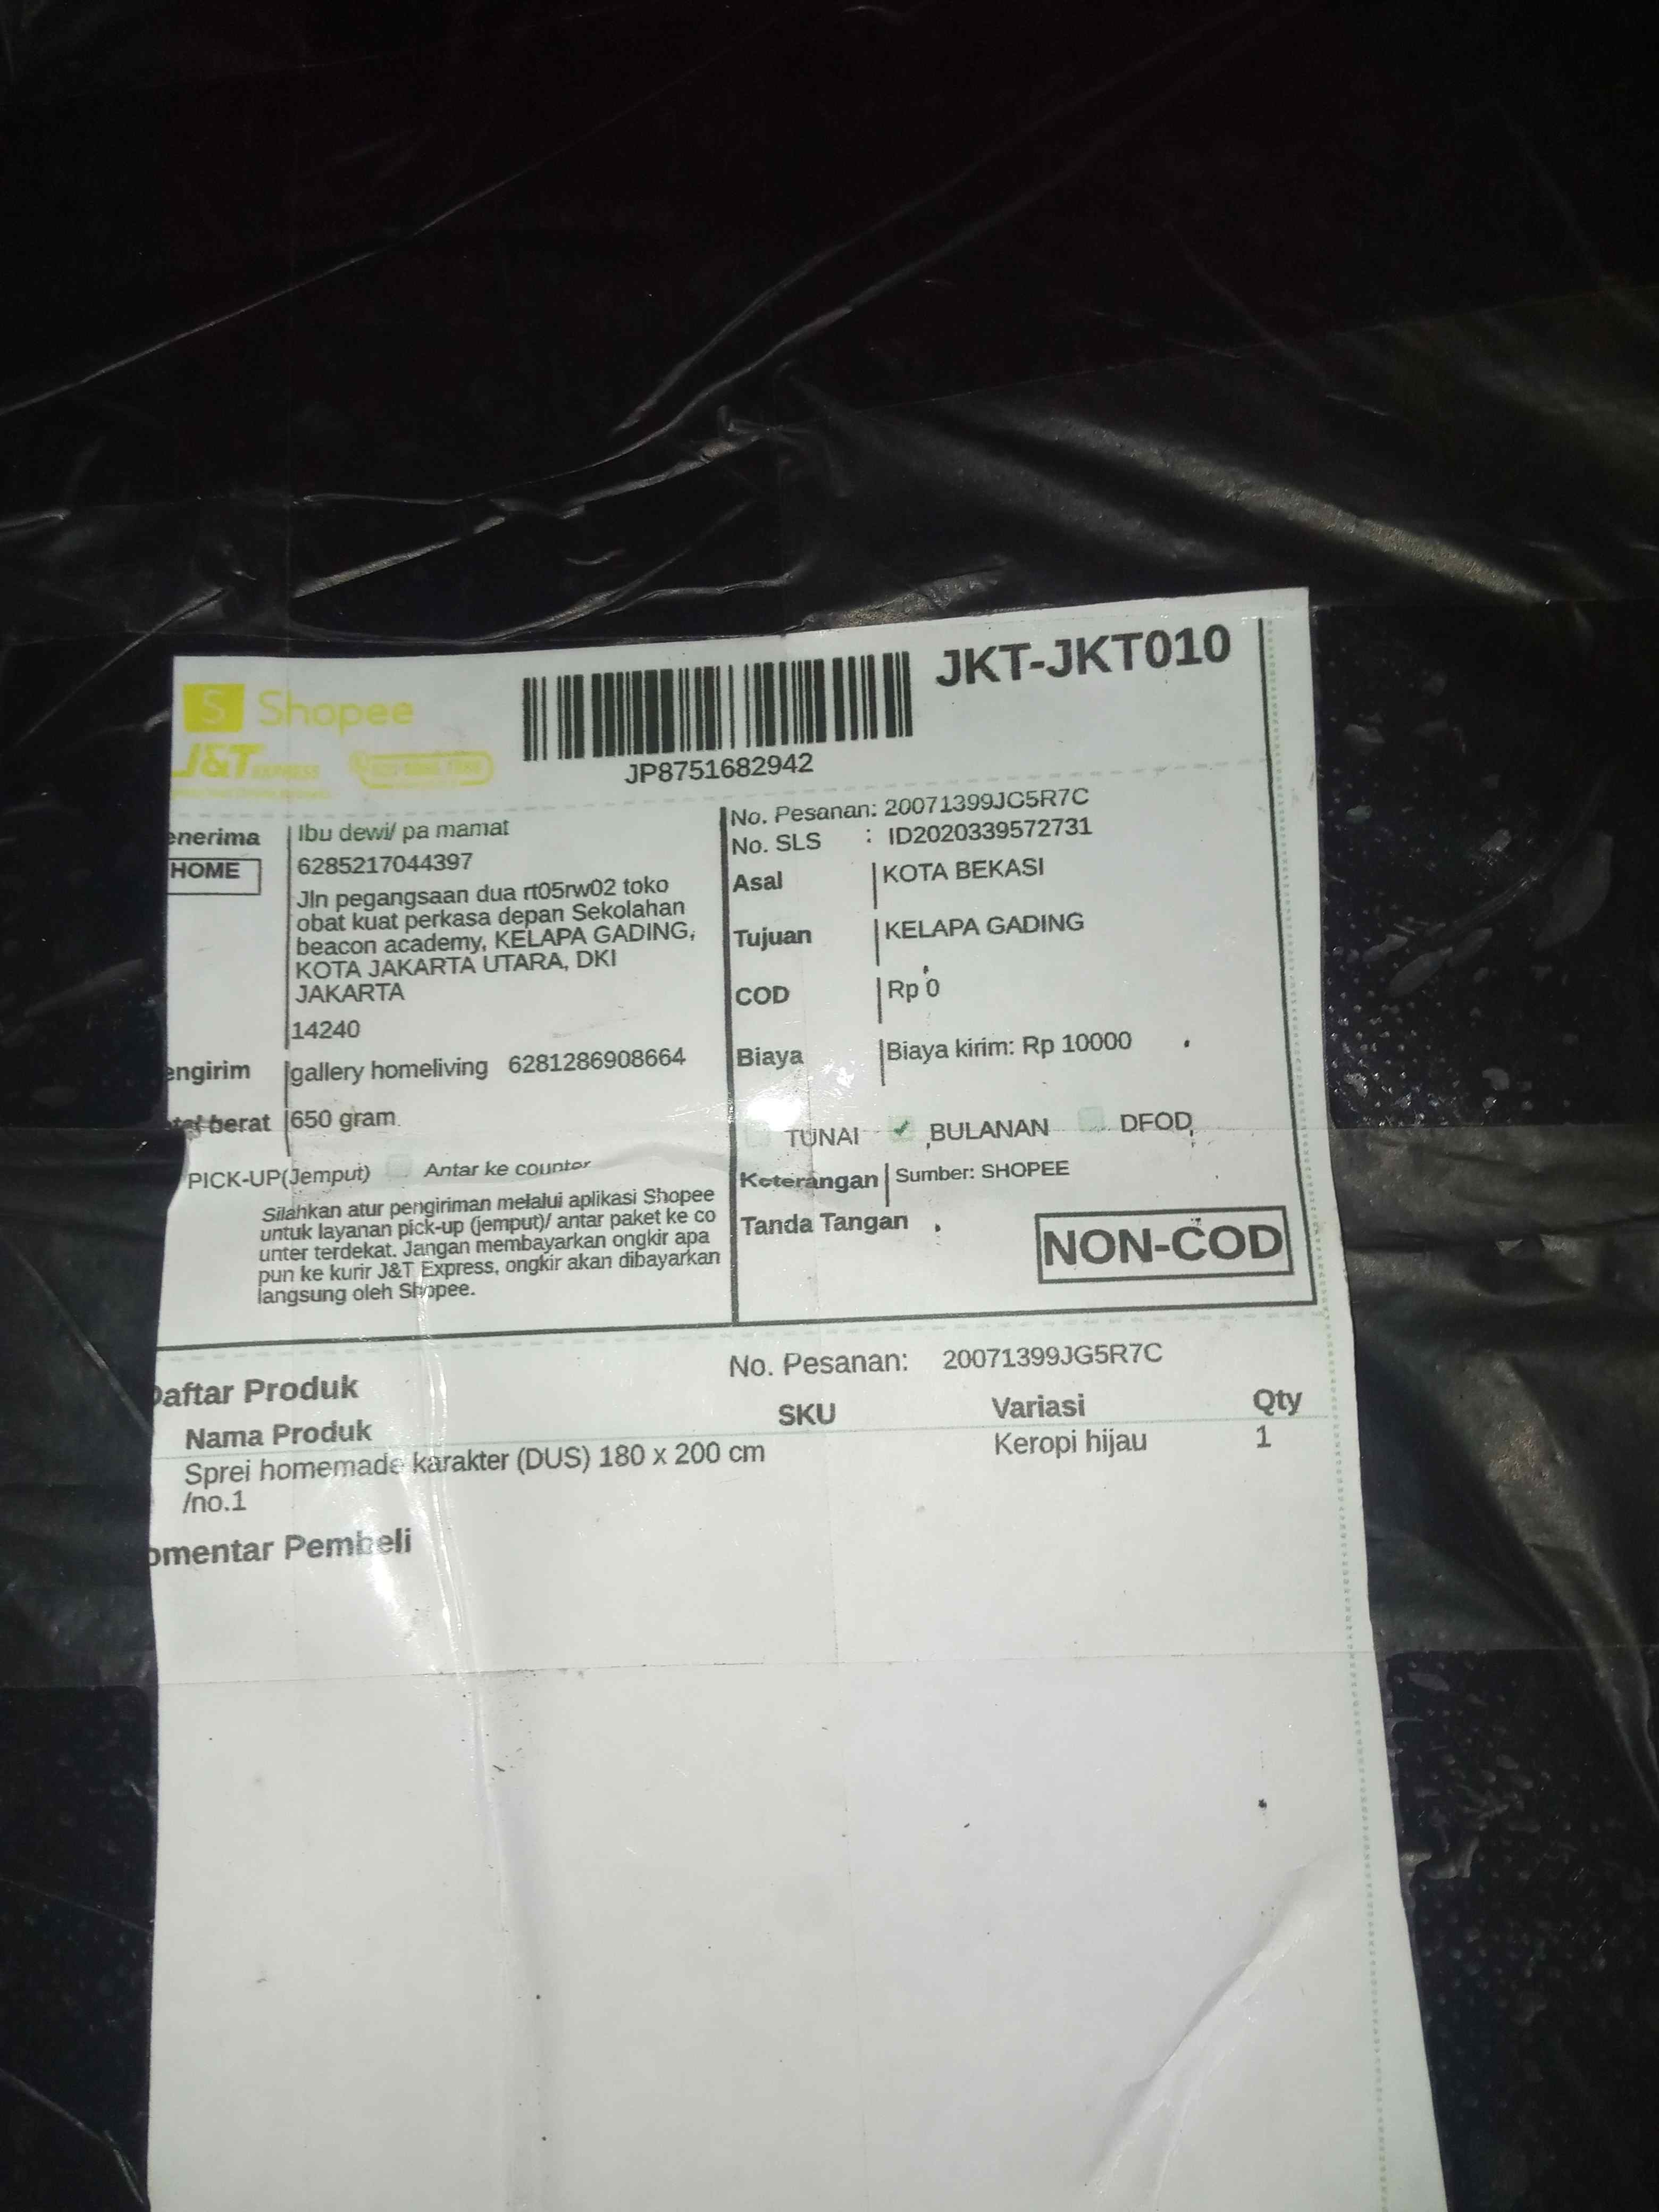 Shopee
J&T EXPRESS
JP8751682942
JKT-JKT010
enerima
HOME
Ibu dewi/ pa mamat
6285217044397
Jln pegangsaan dua rt05rw02 toko
obat kuat perkasa depan Sekolahan
beacon academy, KELAPA GADING,
KOTA JAKARTA UTARA, DKI
JAKARTA
14240
engirim gallery homeliving 6281286908664
tal berat 650 gram
PICK-UP(Jemput) Antar ke counter
Silahkan atur pengiriman melalui aplikasi Shopee
untuk layanan pick-up (jemput)/ antar paket ke co
unter terdekat. Jangan membayarkan ongkir apa
pun ke kurir J&T Express, ongkir akan dibayarkan
langsung oleh Shopee.
No. Pesanan: 20071399JG5R7C
No. SLS : ID2020339572731
Asal KOTA BEKASI
Tujuan KELAPA GADING
COD Rp 0
Biaya Biaya kirim: Rp 10000
TUNAI BULANAN DFOD
Keterangan Sumber: SHOPEE
Tanda Tangan
NON-COD
No. Pesanan: 20071399JG5R7C
Daftar Produk
Nama Produk SKU Variasi Qty
Sprei homemade karakter (DUS) 180 x 200 cm Keropi hijau 1
/no.1
omentar Pembeli